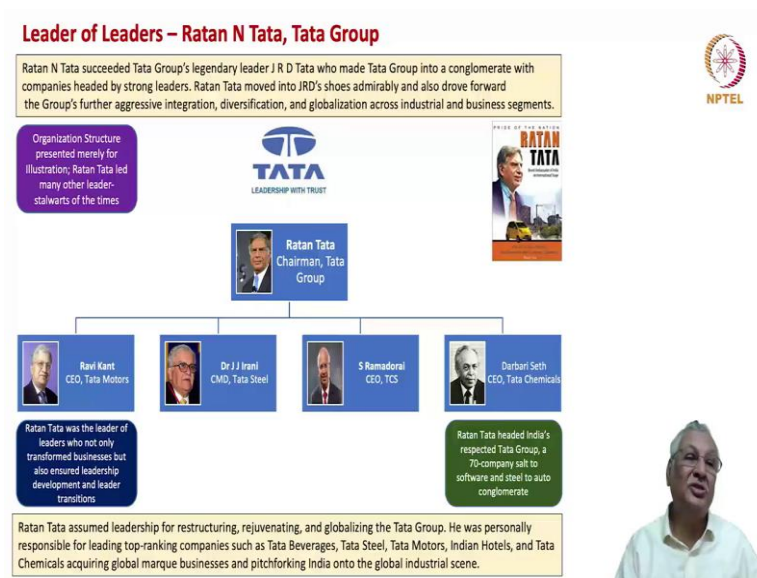 Leader of Leaders – Ratan N Tata, Tata Group
NPTEL
Ratan N Tata succeeded Tata Group's legendary leader J R D Tata who made Tata Group into a conglomerate with
companies headed by strong leaders. Ratan Tata moved into JRD's shoes admirably and also drove forward
the Group's further aggressive integration, diversification, and globalization across industrial and business segments.
Organization Structure
presented merely for
Illustration; Ratan Tata led
many other leader-
stalwarts of the times
TATA
LEADERSHIP WITH TRUST
PRIDE OF THE NATION
RATAN
TATA
Ratan Tata
Chairman, Tata
Group
Ravi Kant
CEO, Tata Motors
Dr J J Irani
CMD, Tata Steel
S Ramadorai
CEO, TCS
Darbari Seth
CEO, Tata Chemicals
Ratan Tata was the leader of
leaders who not only
transformed businesses but
also ensured leadership
development and leader
transitions
Ratan Tata headed India's
respected Tata Group, a
70-company salt to
software and steel to auto
conglomerate
Ratan Tata assumed leadership for restructuring, rejuvenating, and globalizing the Tata Group. He was personally
responsible for leading top-ranking companies such as Tata Beverages, Tata Steel, Tata Motors, Indian Hotels, and Tata
Chemicals acquiring global marque businesses and pitchforking India onto the global industrial scene.